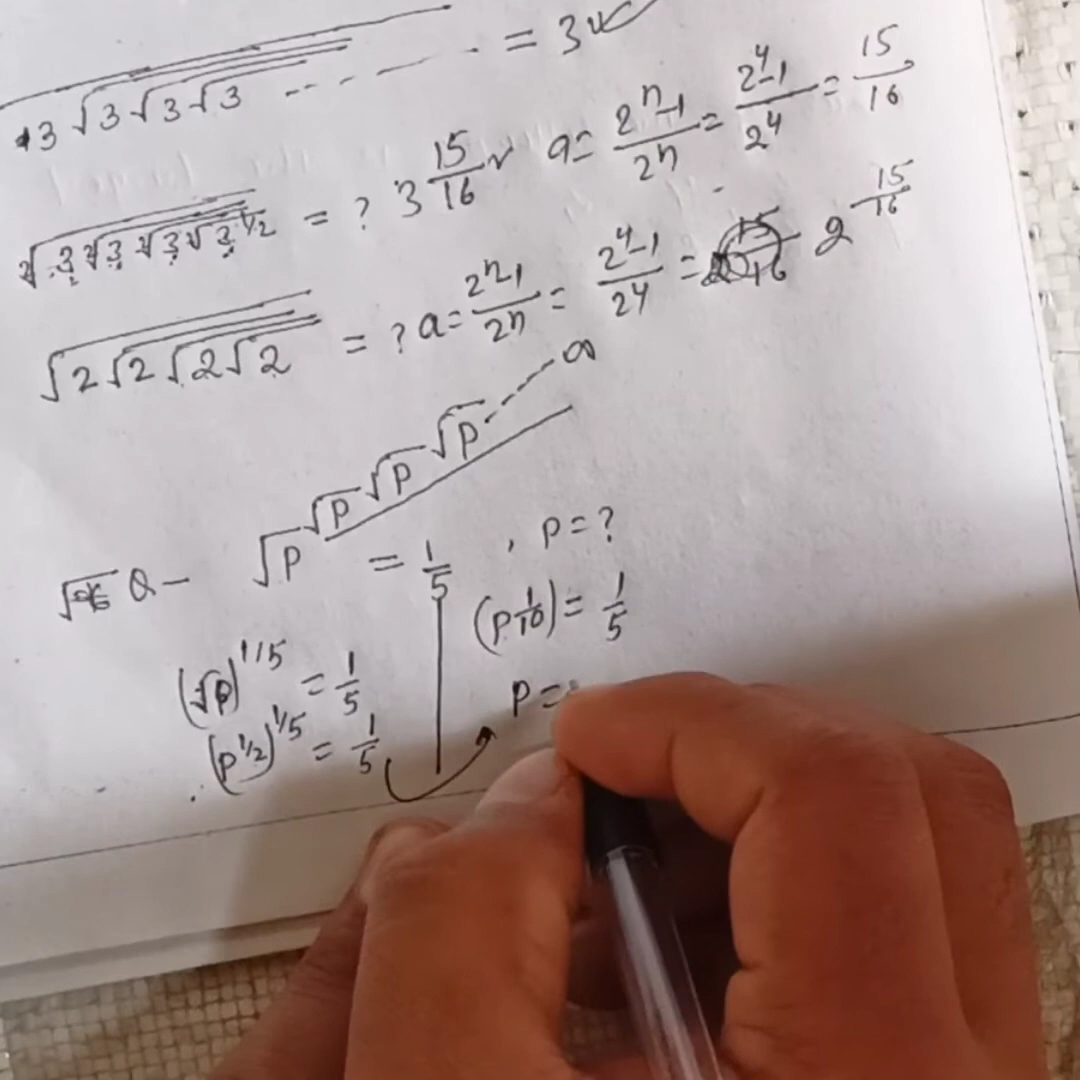 3√3√3√3 ------- = 3
√3√3√3√3^1/2 = ? 3^15/16 ✓ a = 2^n-1/2^n = 2^4-1/2^4 = 15/16
√2√2√2√2 = ? a = 2^n-1/2^n = 2^4-1/2^4 = 2^15/16
Q - √p^√p^√p^√p----∞ = 1/5 , p = ?
(√p)^1/5 = 1/5
(p^1/2)^1/5 = 1/5
(p^1/10) = 1/5
p =